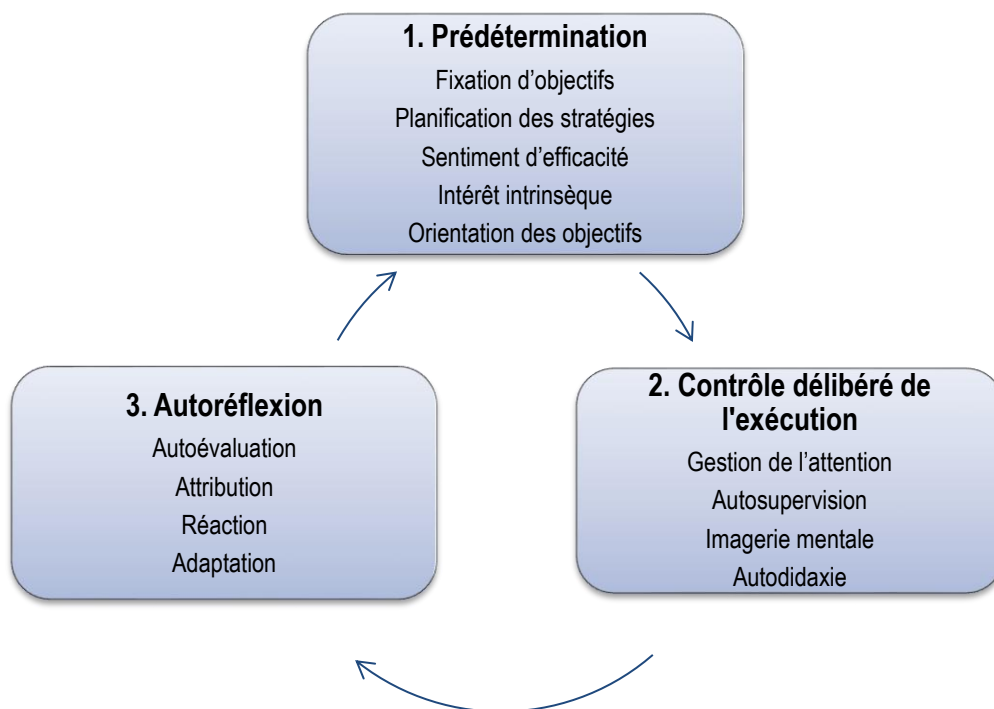 1. Prédétermination
Fixation d’objectifs
Planification des stratégies
Sentiment d’efficacité
Intérêt intrinsèque
Orientation des objectifs
2. Contrôle délibéré de
l'exécution
Gestion de l’attention
Autosupervision
Imagerie mentale
Autodidaxie
3. Autoréflexion
Autoévaluation
Attribution
Réaction
Adaptation